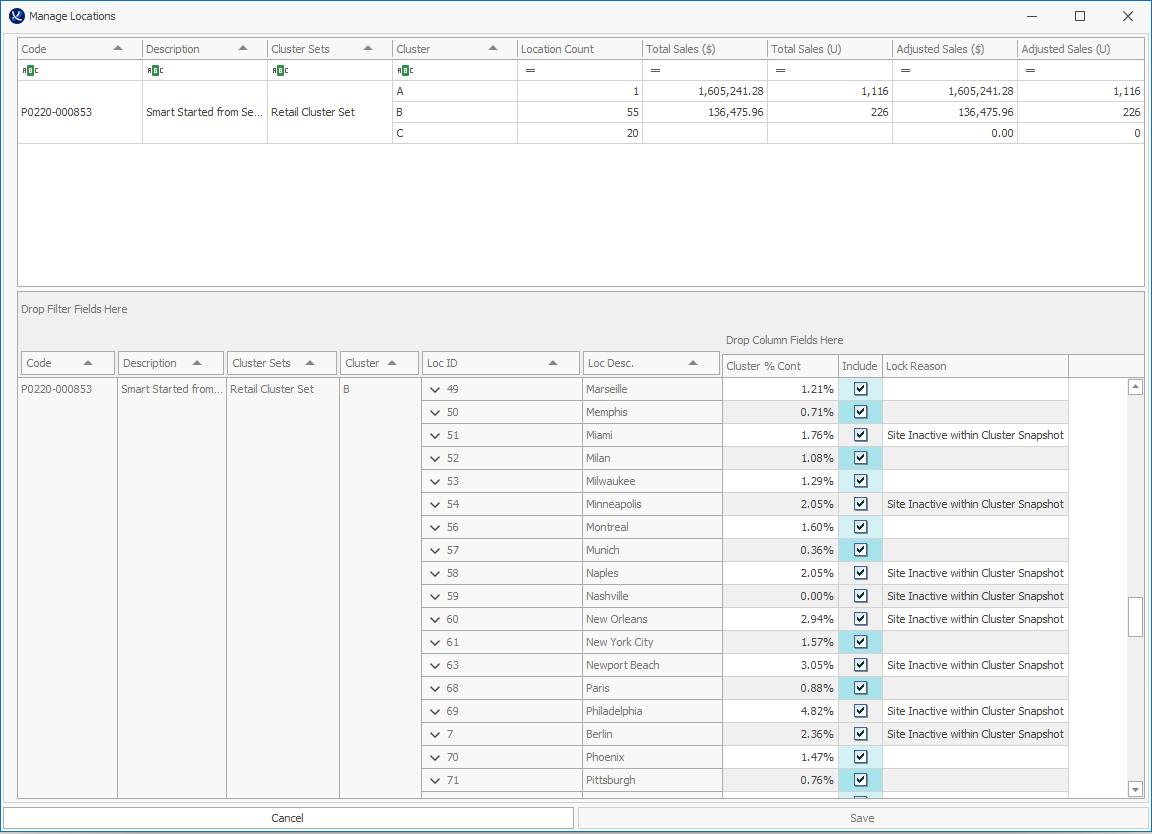 Manage Locations
Code Description Cluster Sets Cluster Location Count Total Sales ($) Total Sales (U) Adjusted Sales ($) Adjusted Sales (U)
ABC ABC ABC ABC = = = = =
A 1 1,605,241.28 1,116 1,605,241.28 1,116
P0220-000853 Smart Started from Se... Retail Cluster Set B 55 136,475.96 226 136,475.96 226
C 20 0.00 0
Drop Filter Fields Here
Drop Column Fields Here
Code Description Cluster Sets Cluster Loc ID Loc Desc. Cluster % Cont Include Lock Reason
P0220-000853 Smart Started from... Retail Cluster Set B 49 Marseille 1.21%
50 Memphis 0.71%
51 Miami 1.76% Site Inactive within Cluster Snapshot
52 Milan 1.08%
53 Milwaukee 1.29%
54 Minneapolis 2.05% Site Inactive within Cluster Snapshot
56 Montreal 1.60%
57 Munich 0.36%
58 Naples 2.05% Site Inactive within Cluster Snapshot
59 Nashville 0.00% Site Inactive within Cluster Snapshot
60 New Orleans 2.94% Site Inactive within Cluster Snapshot
61 New York City 1.57%
63 Newport Beach 3.05% Site Inactive within Cluster Snapshot
68 Paris 0.88%
69 Philadelphia 4.82% Site Inactive within Cluster Snapshot
7 Berlin 2.36% Site Inactive within Cluster Snapshot
70 Phoenix 1.47%
71 Pittsburgh 0.76%
Cancel Save